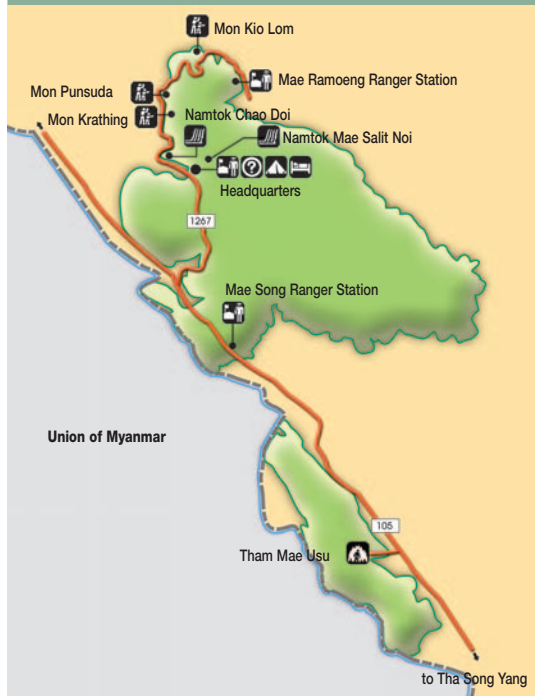 Mon Kio Lom
Mae Ramoeng Ranger Station
Mon Punsuda
Mon Krathing
Namtok Chao Doi
Namtok Mae Salit Noi
?
Headquarters
1267
Mae Song Ranger Station
Union of Myanmar
105
Tham Mae Usu
to Tha Song Yang